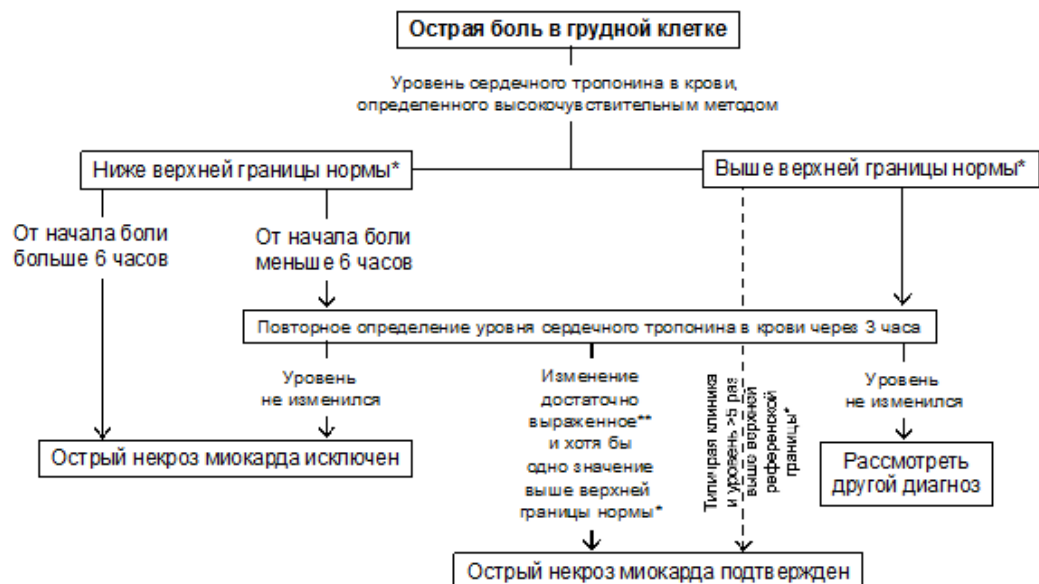 Острая боль в грудной клетке
Уровень сердечного тропонина в крови,
определенного высокочувствительным методом
Ниже верхней границы нормы*
Выше верхней границы нормы*
От начала боли
больше 6 часов
От начала боли
меньше 6 часов
Повторное определение уровня сердечного тропонина в крови через 3 часа
Уровень
не изменился
Изменение
достаточно
выраженное**
и хотя бы
одно значение
выше верхней
границы нормы*
Типичная клиника
и уровень >5 раз
выше верхней
референской
границы*
Уровень
не изменился
Острый некроз миокарда исключен
Рассмотреть
другой диагноз
Острый некроз миокарда подтвержден